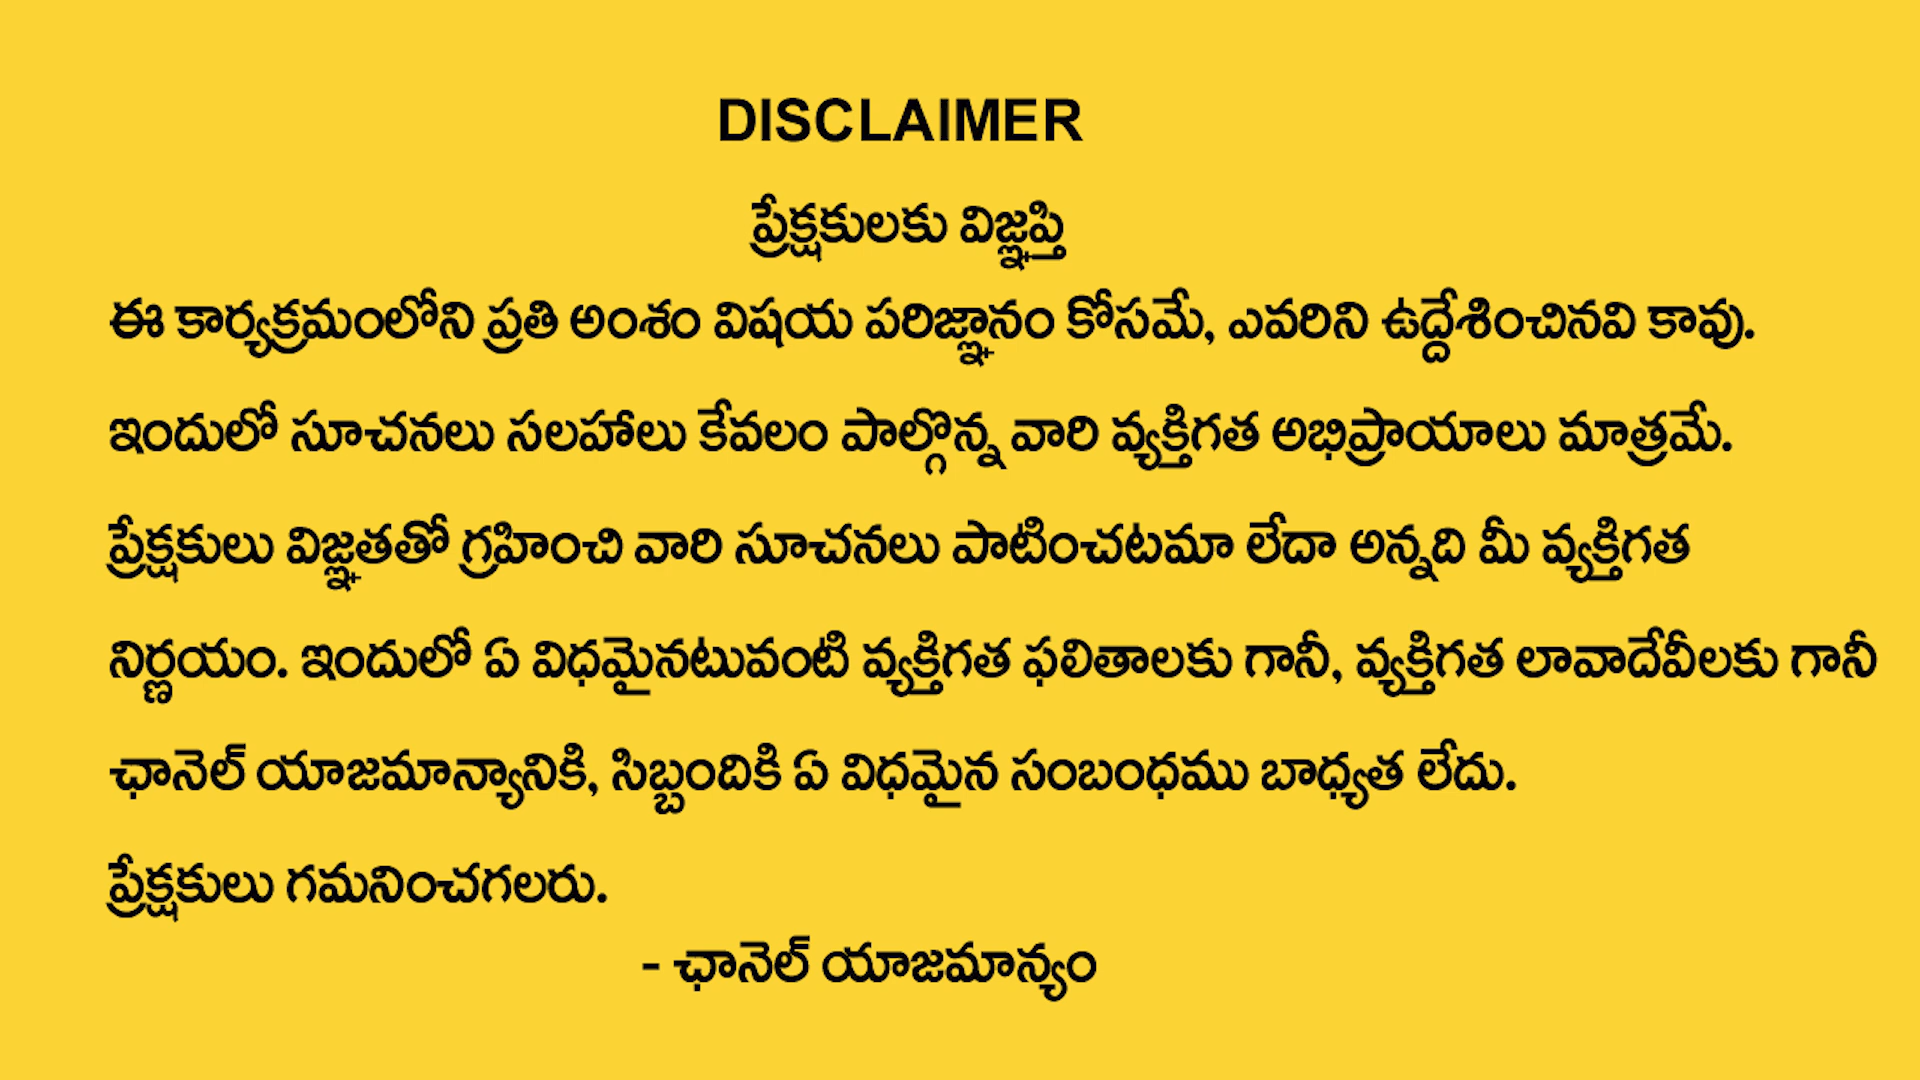 DISCLAIMER
ప్రేక్షకులకు విజ్ఞప్తి
ఈ కార్యక్రమంలోని ప్రతి అంశం విషయ పరిజ్ఞానం కోసమే, ఎవరిని ఉద్దేశించినవి కావు.
ఇందులో సూచనలు సలహాలు కేవలం పాల్గొన్న వారి వ్యక్తిగత అభిప్రాయాలు మాత్రమే.
ప్రేక్షకులు విజ్ఞతతో గ్రహించి వారి సూచనలు పాటించటమా లేదా అన్నది మీ వ్యక్తిగత
నిర్ణయం. ఇందులో ఏ విధమైనటువంటి వ్యక్తిగత ఫలితాలకు గానీ, వ్యక్తిగత లావాదేవీలకు గానీ
ఛానెల్ యాజమాన్యానికి, సిబ్బందికి ఏ విధమైన సంబంధము బాధ్యత లేదు.
ప్రేక్షకులు గమనించగలరు.
- ఛానెల్ యాజమాన్యం